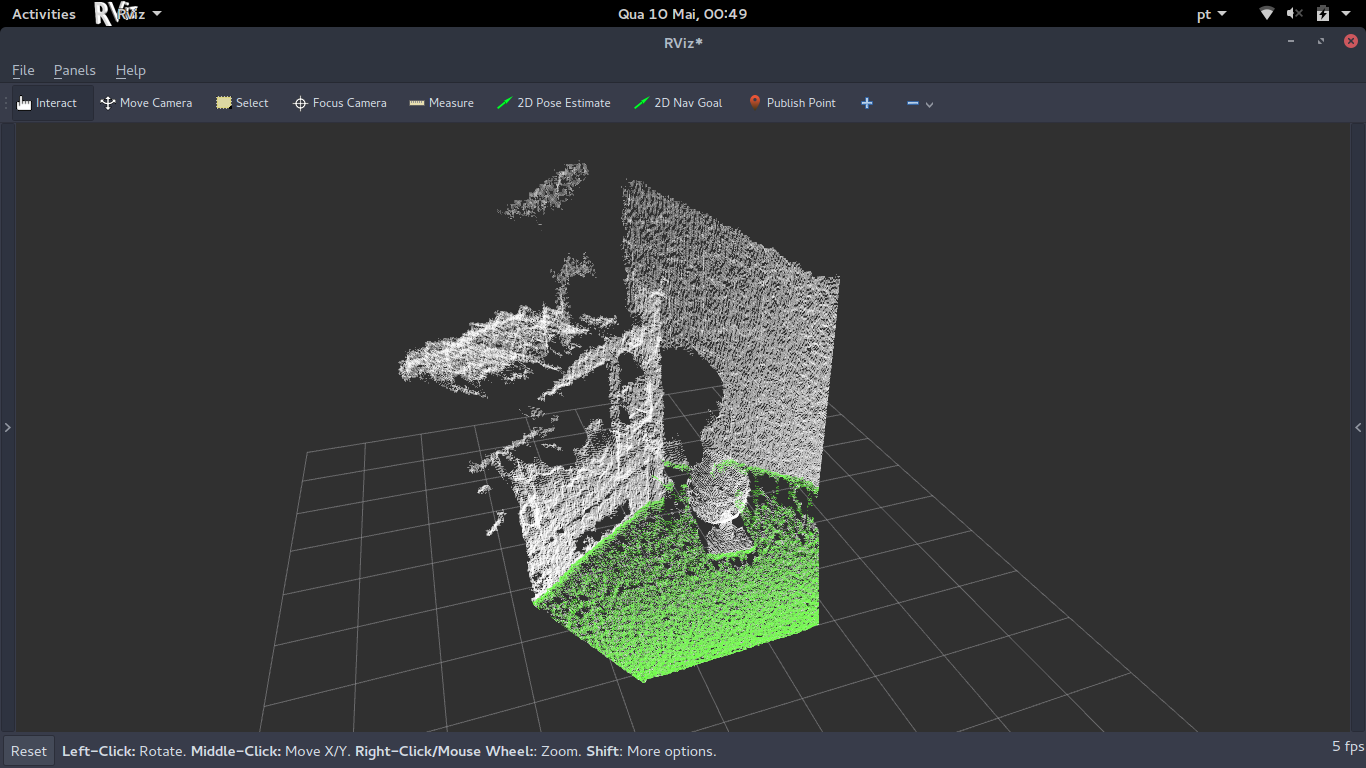 Activities RViz RViz Qua 10 Mai, 00:49 pt
RViz*
File Panels Help
Interact Move Camera Select Focus Camera Measure 2D Pose Estimate 2D Nav Goal Publish Point
Reset Left-Click: Rotate. Middle-Click: Move X/Y. Right-Click/Mouse Wheel:: Zoom. Shift: More options. 5 fps